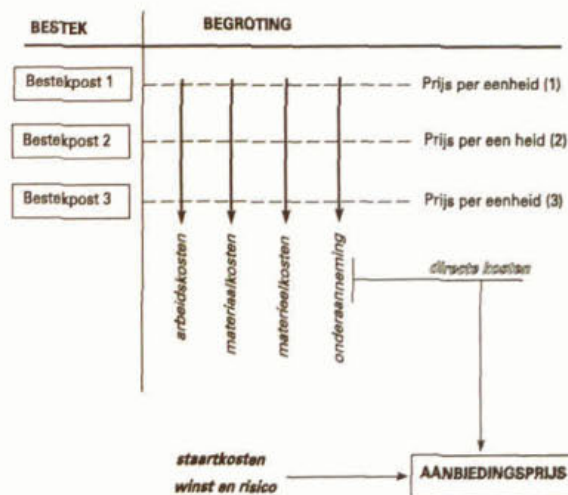 BESTEK
BEGROTING
Bestekpost 1
Prijs per eenheid (1)
Bestekpost 2
Prijs per een heid (2)
Bestekpost 3
Prijs per eenheid (3)
arbeidskosten
materiaalkosten
materieelkosten
onderaanneming
directe kosten
staartkosten
winst en risico
AANBIEDINGSPRIJS